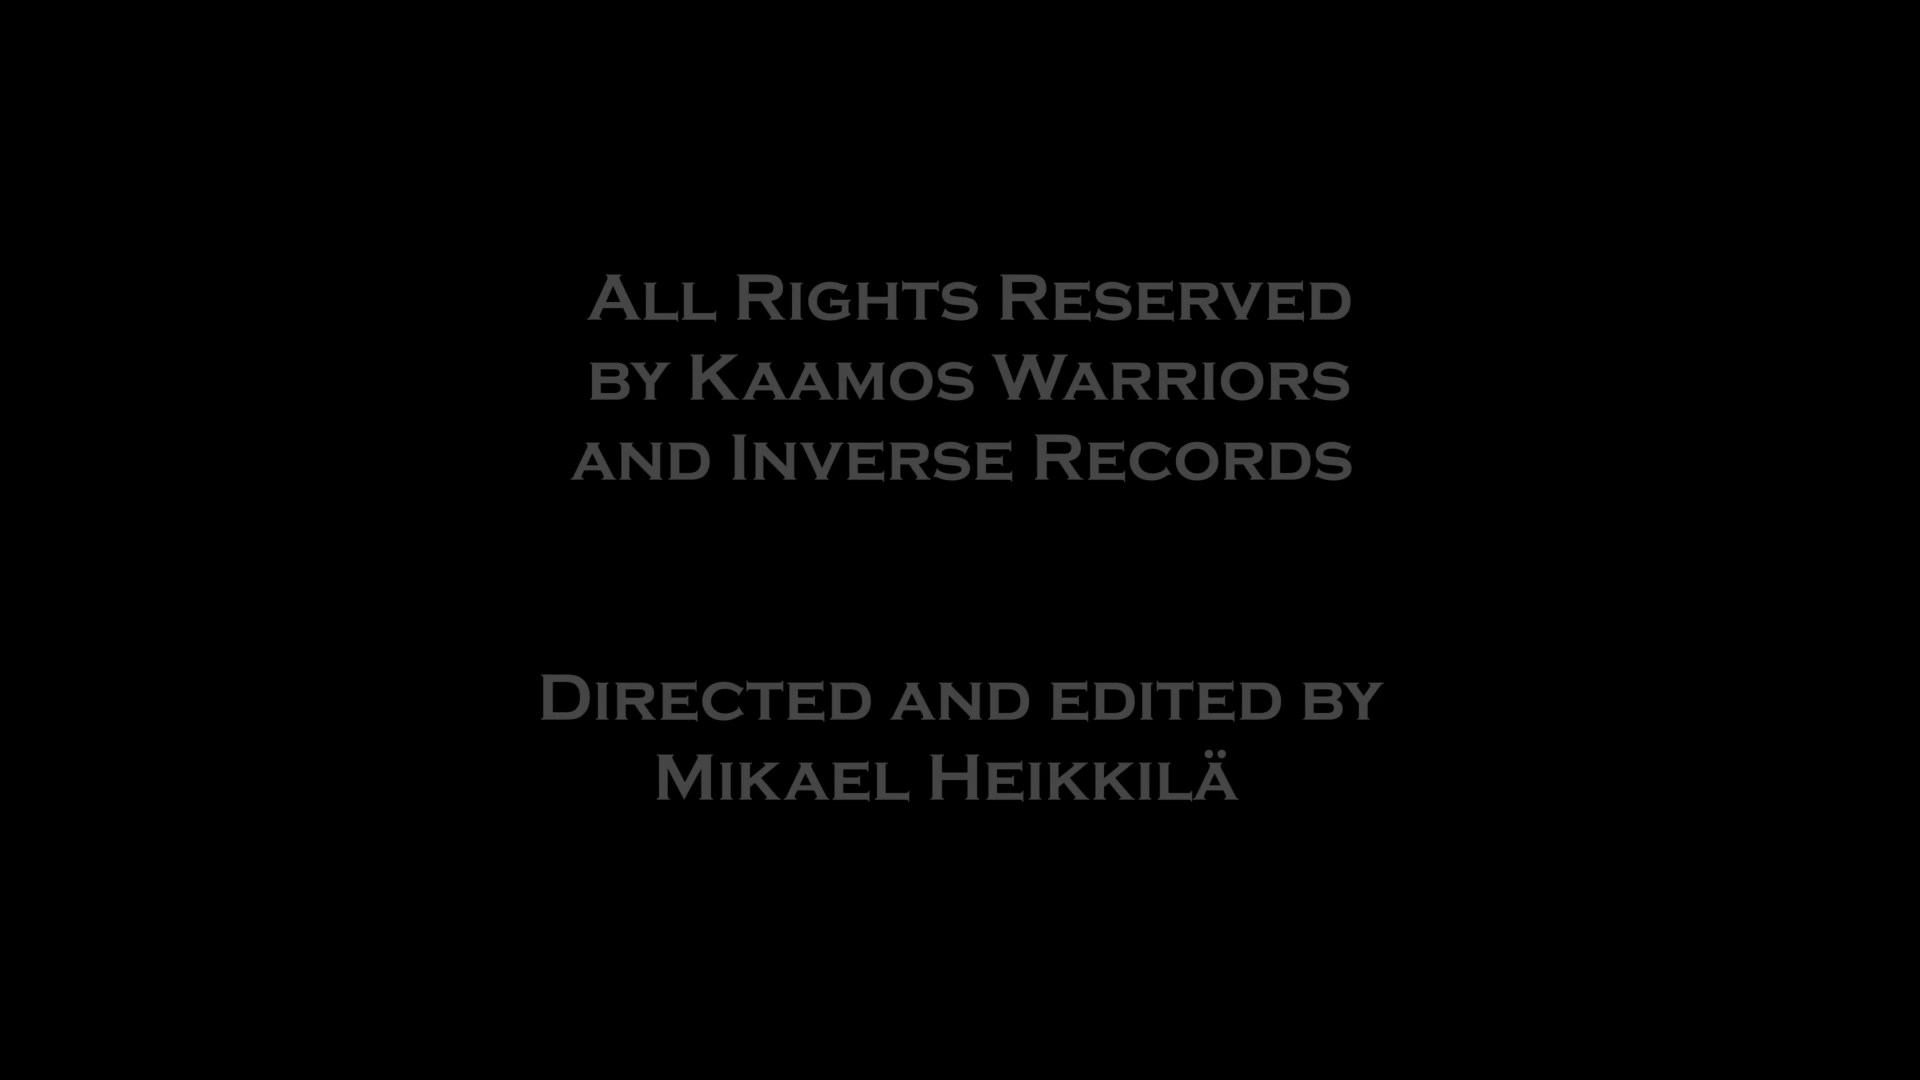 All Rights Reserved
by Kaamos Warriors
and Inverse Records
Directed and edited by
Mikael Heikkilä